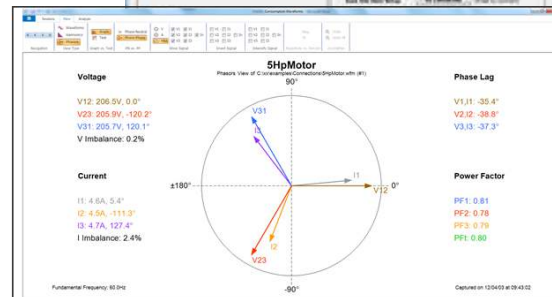 5HpMotor
Phasors View of C:\vr\examples\Connections\5HpMotor.wfm (#1)
Voltage
V12: 206.5V, 0.0°
V23: 205.9V, -120.2°
V31: 205.7V, 120.1°
V Imbalance: 0.2%
Current
I1: 4.6A, 5.4°
I2: 4.5A, -111.3°
I3: 4.7A, 127.4°
I Imbalance: 2.4%
Fundamental Frequency: 60.0Hz
90°
V31
I3
I1
±180°
0°
V12
I2
V23
-90°
Phase Lag
V1,I1: -35.4°
V2,I2: -38.8°
V3,I3: -37.3°
Power Factor
PF1: 0.81
PF2: 0.78
PF3: 0.79
PFt: 0.80
Captured on 12/04/03 at 09:43:02